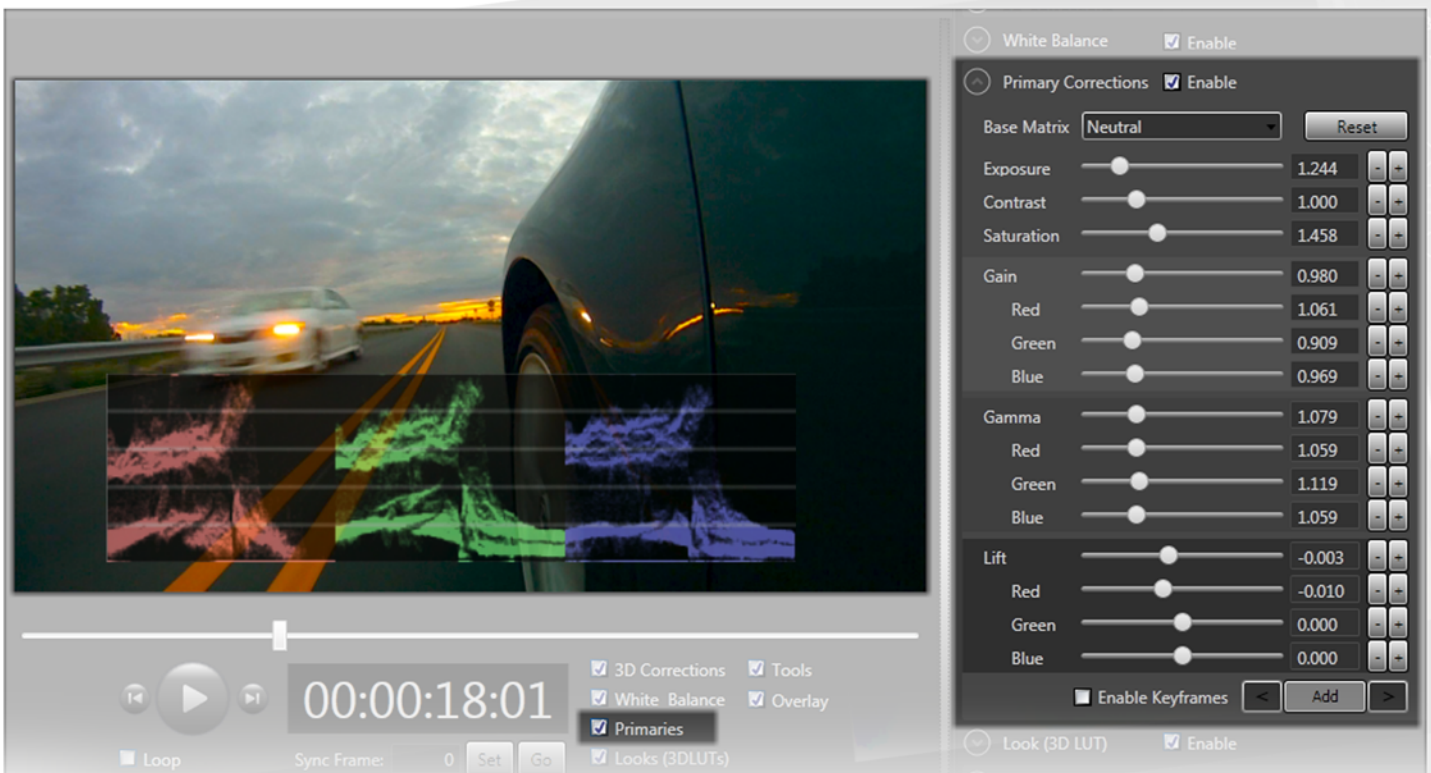 White Balance Enable
Primary Corrections Enable
Base Matrix Neutral Reset
Exposure 1.244 - +
Contrast 1.000 - +
Saturation 1.458 - +
Gain 0.980 - +
Red 1.061 - +
Green 0.909 - +
Blue 0.969 - +
Gamma 1.079 - +
Red 1.059 - +
Green 1.119 - +
Blue 1.059 - +
Lift -0.003 - +
Red -0.010 - +
Green 0.000 - +
Blue 0.000 - +
Enable Keyframes < Add >
Look (3D LUT) Enable
00:00:18:01
3D Corrections Tools
White Balance Overlay
Primaries
Looks (3DLUTs)
Loop Sync Frame: 0 Set Go